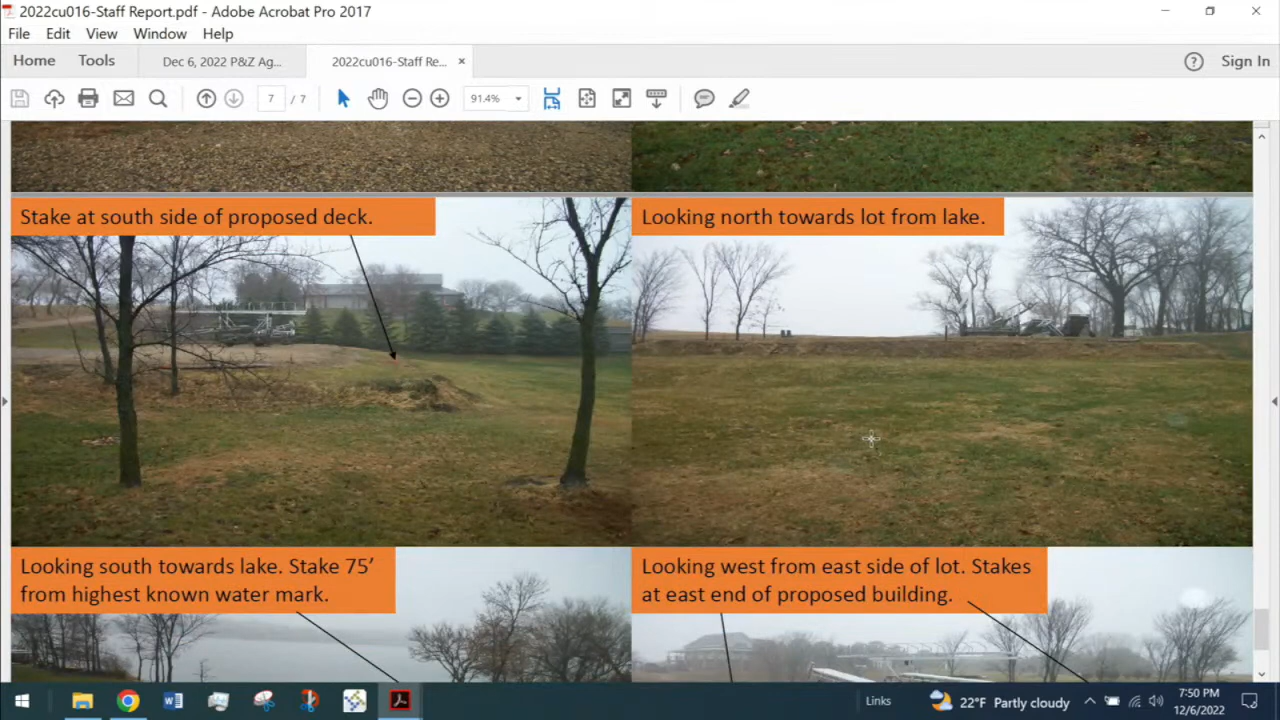 2022cu016-Staff Report.pdf - Adobe Acrobat Pro 2017
File Edit View Window Help
Home Tools Dec 6, 2022 P&Z Ag... 2022cu016-Staff Re... × ? Sign In
7 / 7 91.4%
Stake at south side of proposed deck.
Looking north towards lot from lake.
Looking south towards lake. Stake 75’
from highest known water mark.
Looking west from east side of lot. Stakes
at east end of proposed building.
Links 22°F Partly cloudy 7:50 PM
12/6/2022